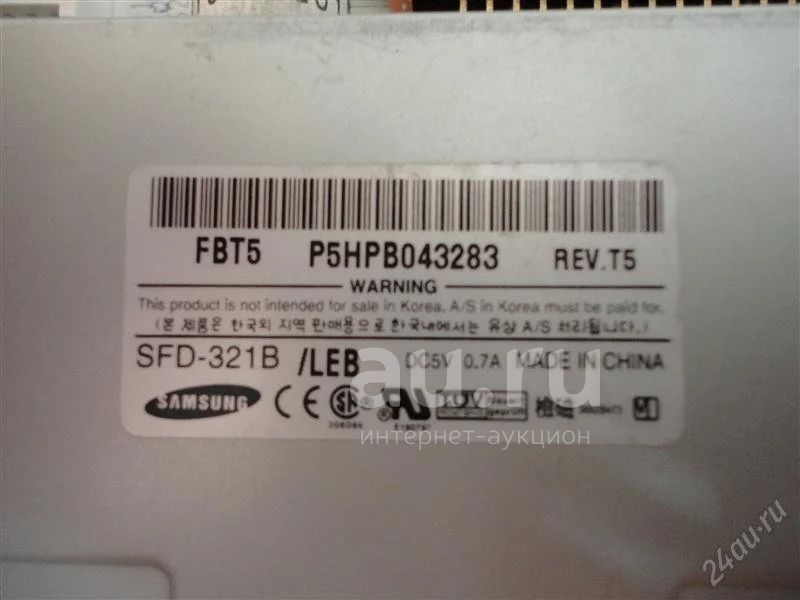 FBT5 P5HPB043283 REV.T5
WARNING
This product is not intended for sale in Korea. A/S in Korea must be paid for.
(본 제품은 한국외 지역 판매용으로 한국내에서는 유상 A/S 처리됩니다.)
SFD-321B /LEB DC5V 0.7A MADE IN CHINA
SAMSUNG CE
au.ru
интернет-аукцион
24au.ru